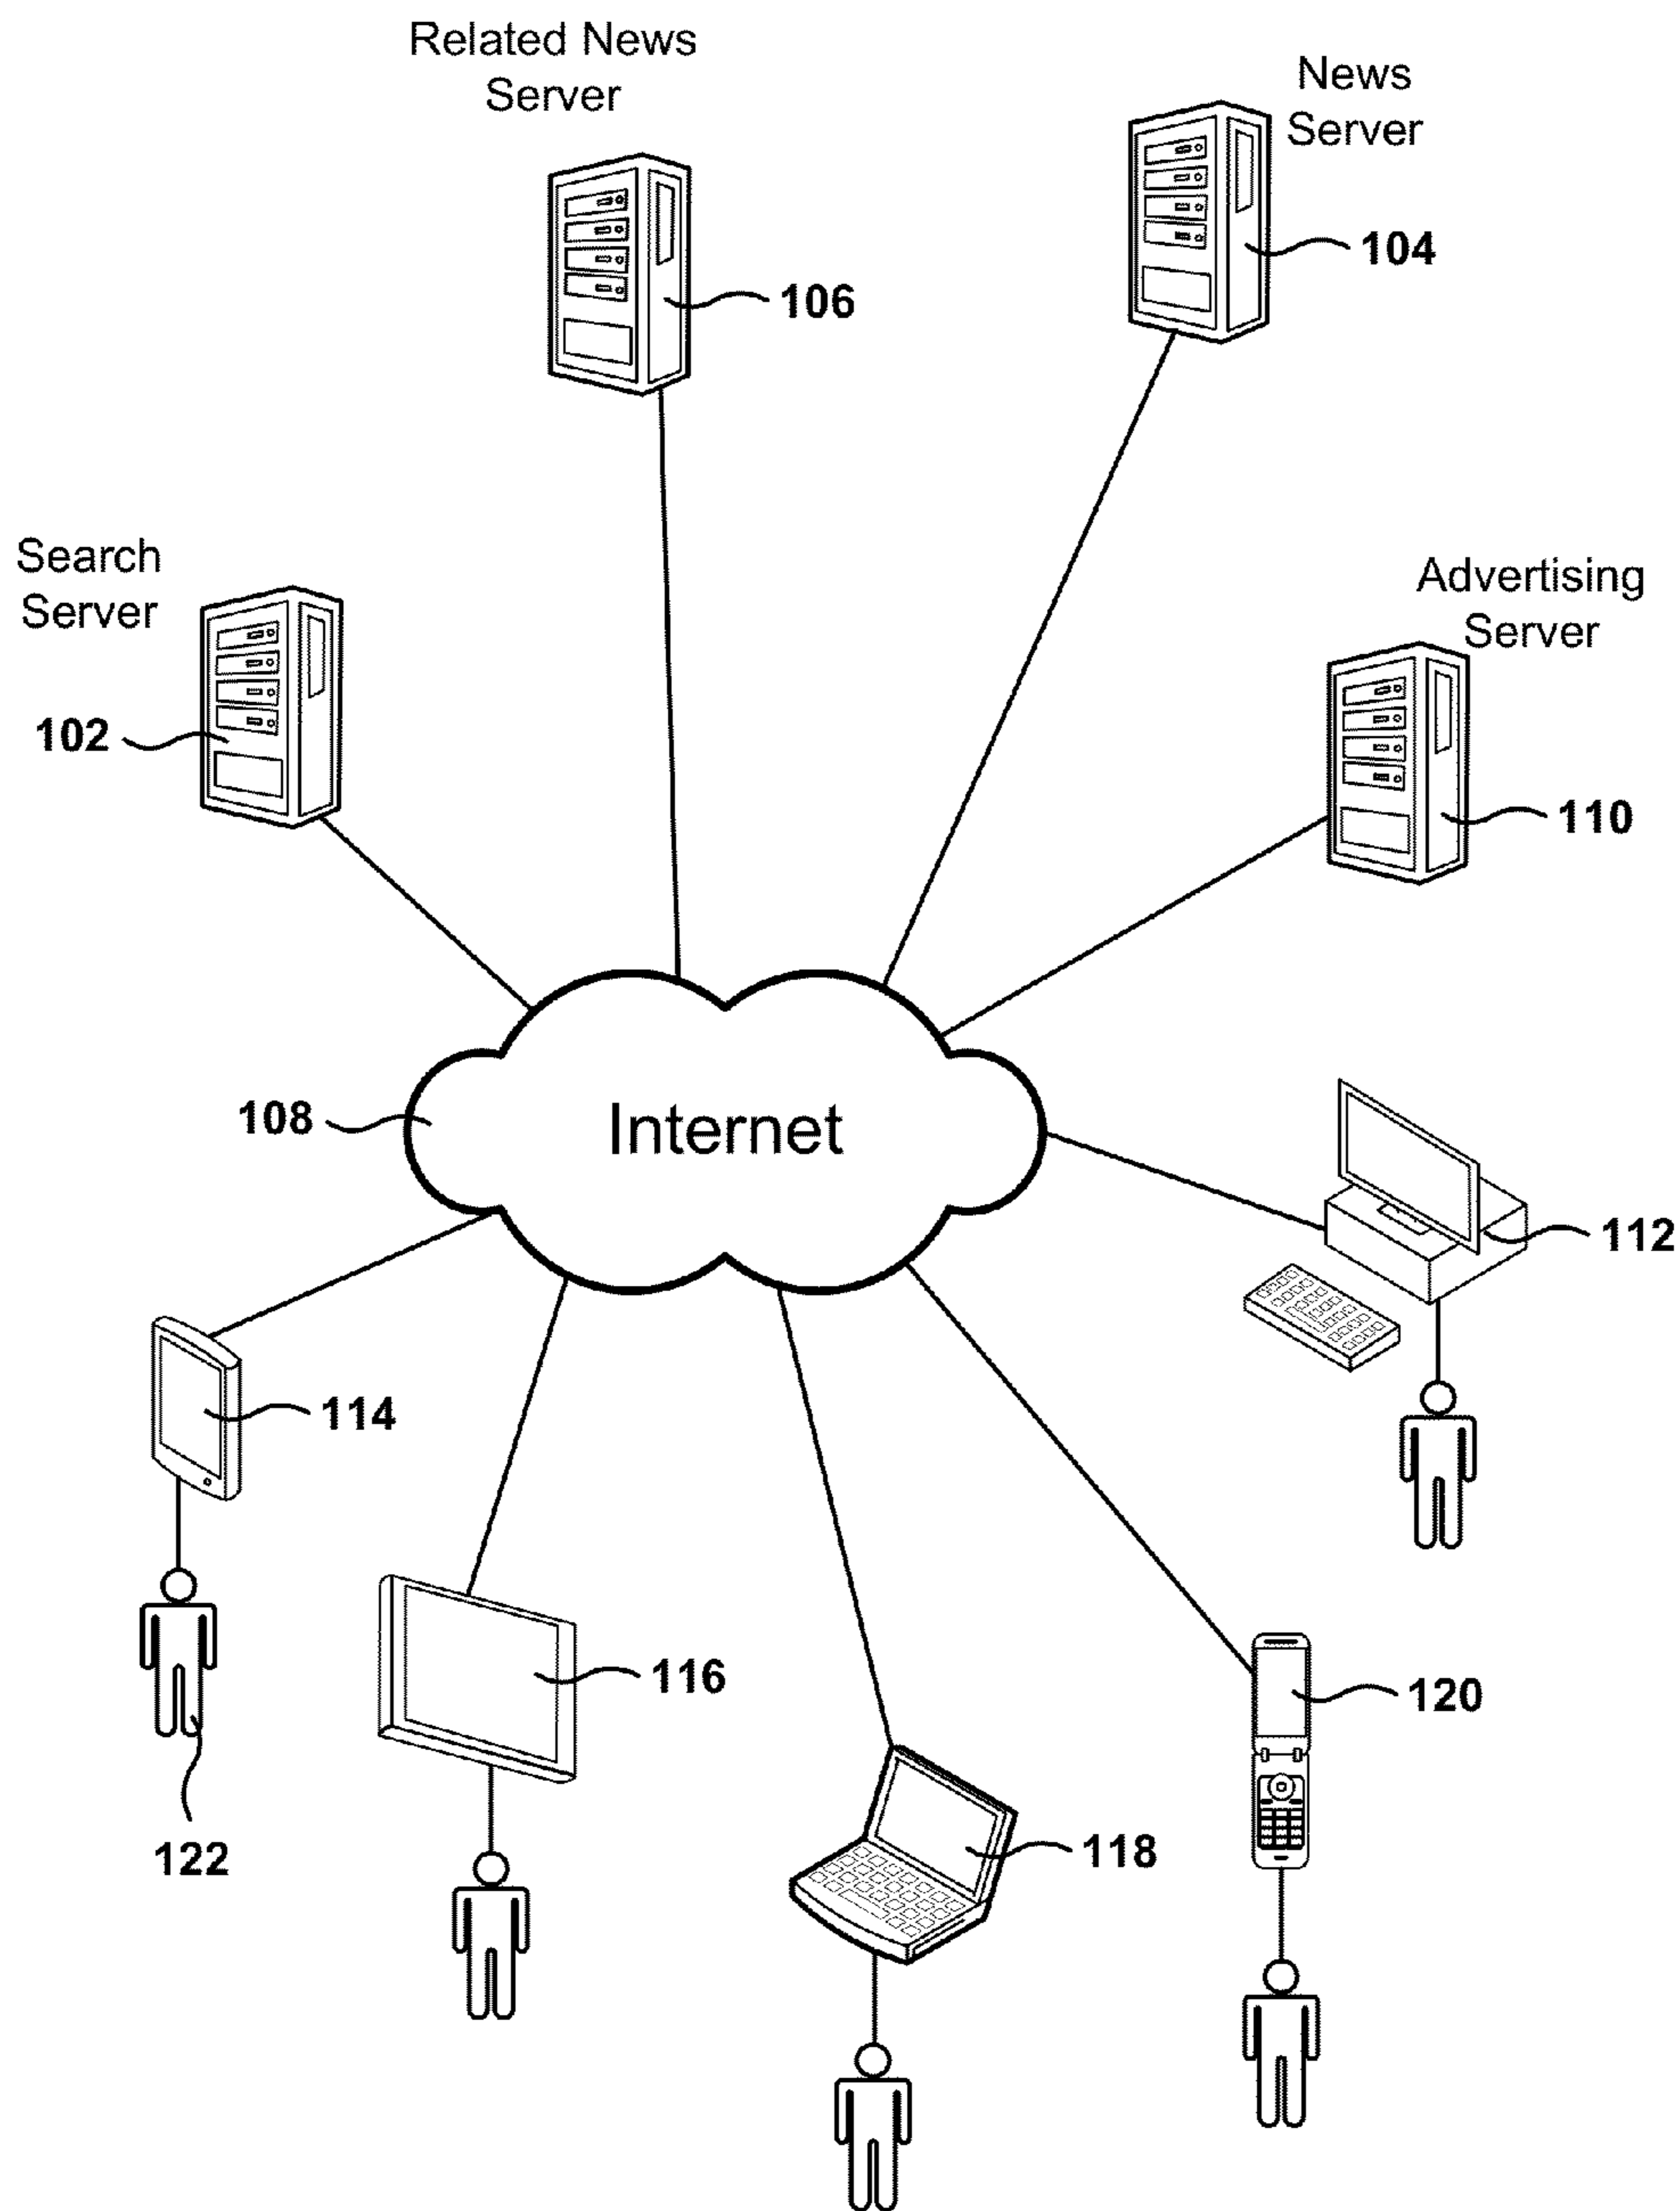 Related News
Server
News
Server
104
106
Search
Server
Advertising
Server
102
110
108
Internet
112
114
116
120
118
122